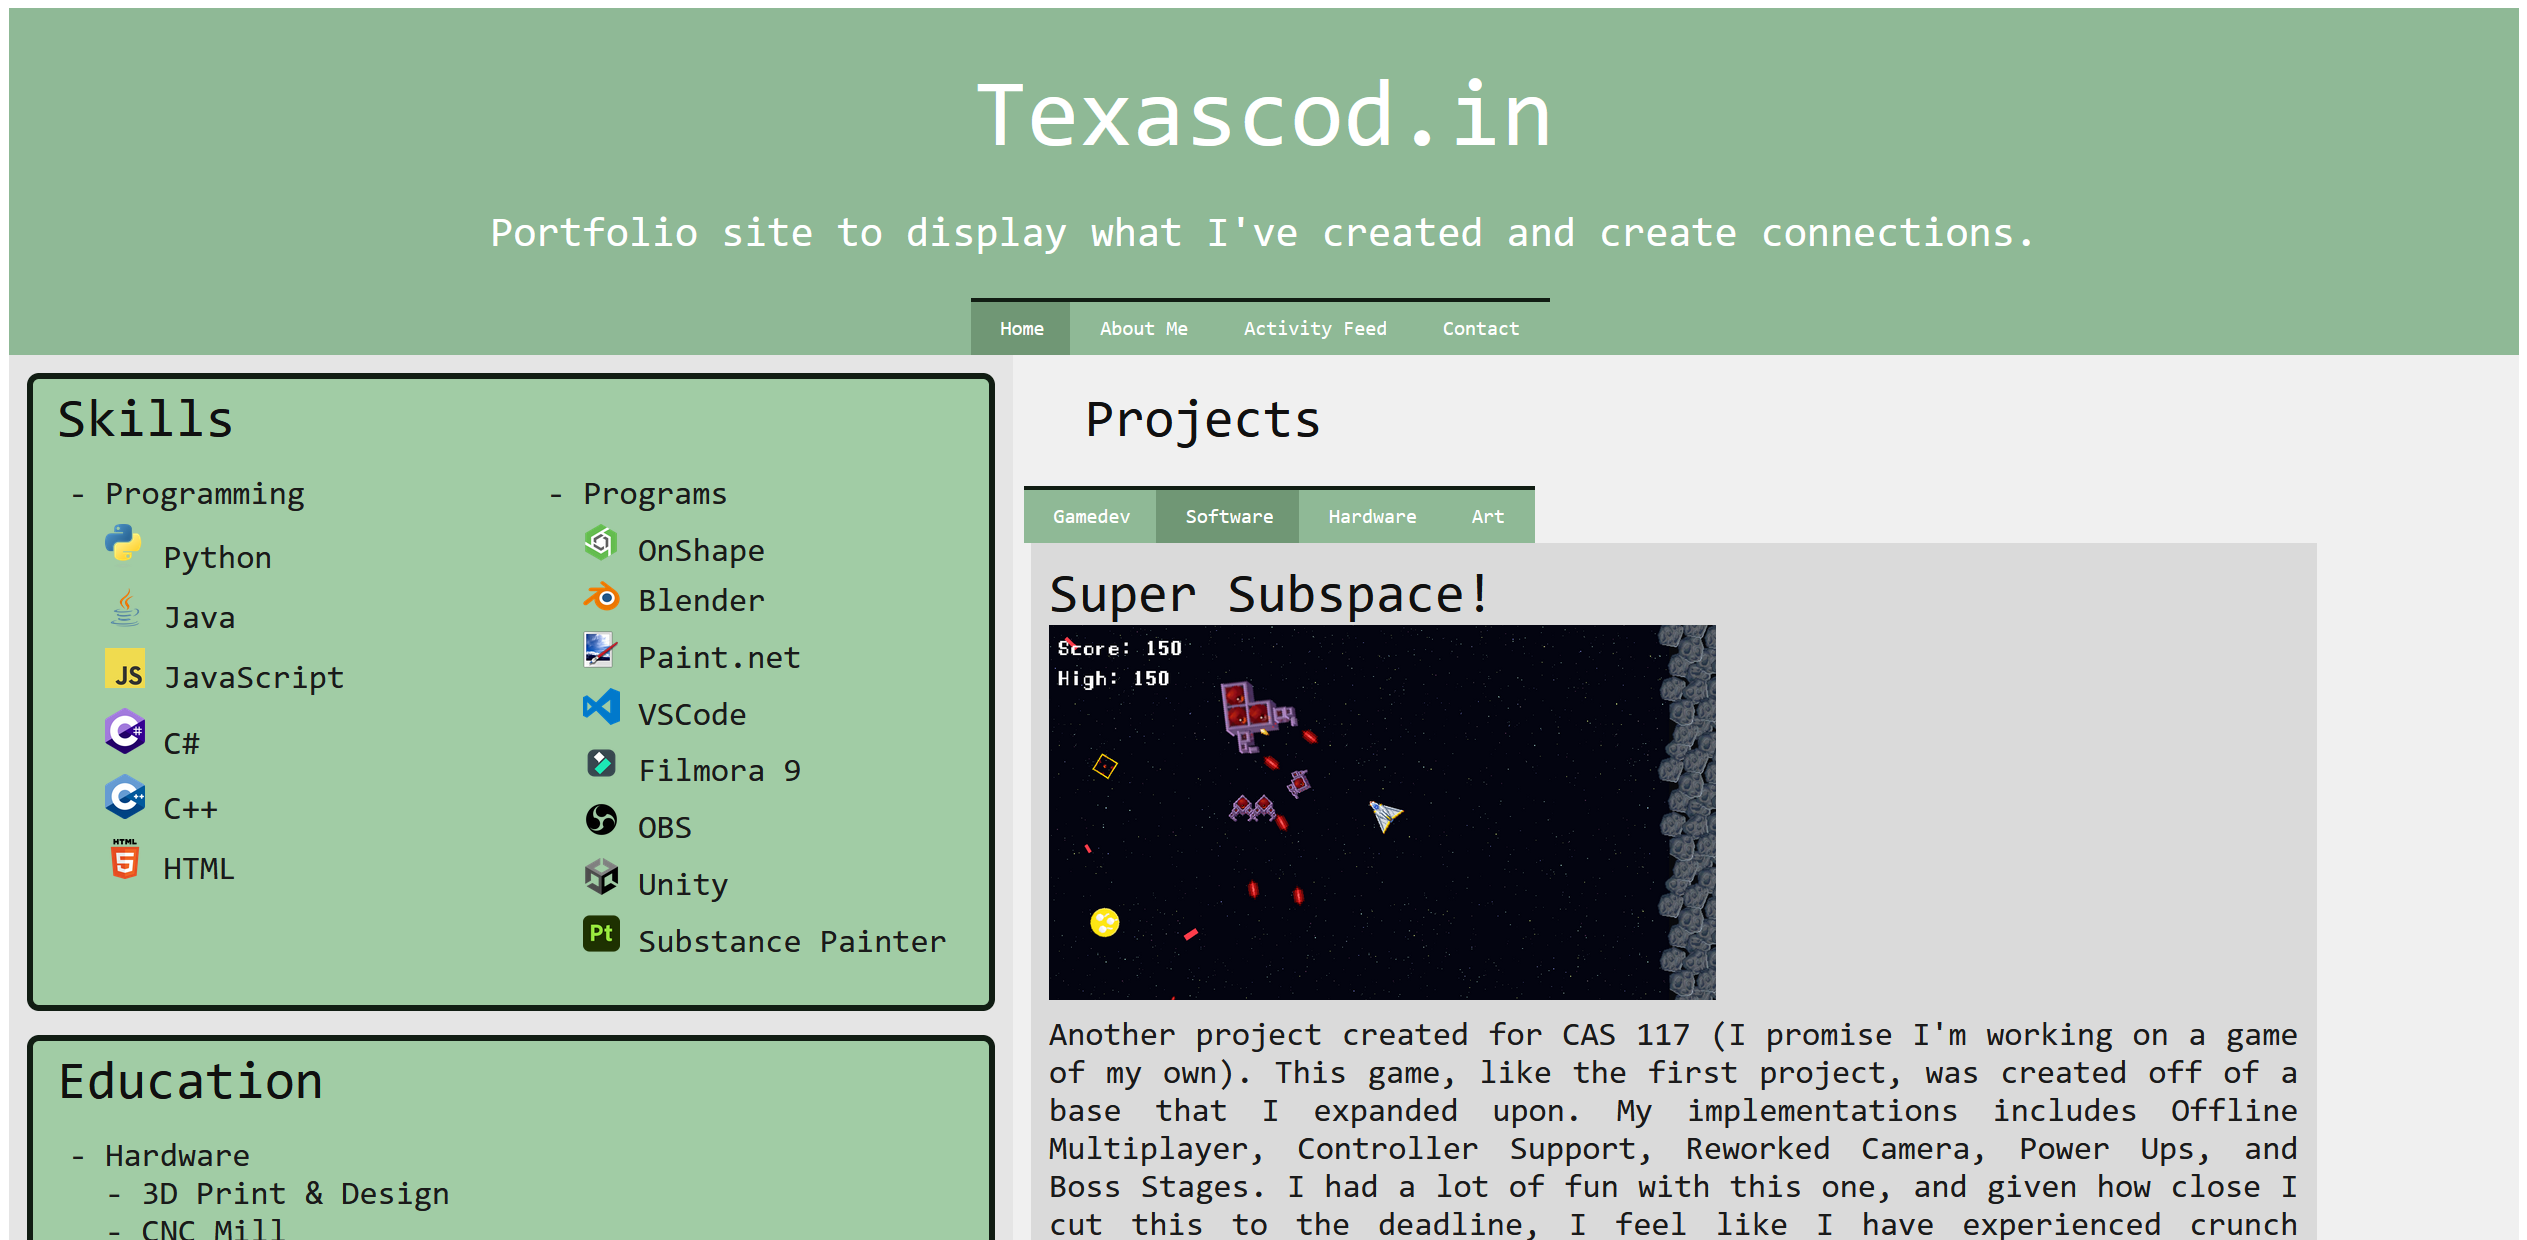 Texascod.in
Portfolio site to display what I've created and create connections.
Home About Me Activity Feed Contact
Skills
- Programming
Python
Java
JS JavaScript
C# C#
C++ C++
HTML 5 HTML
- Programs
OnShape
Blender
Paint.net
VSCode
Filmora 9
OBS
Unity
Pt Substance Painter
Education
- Hardware
- 3D Print & Design
- CNC Mill
Projects
Gamedev Software Hardware Art
Super Subspace!
Score: 150
High: 150
Another project created for CAS 117 (I promise I'm working on a game
of my own). This game, like the first project, was created off of a
base that I expanded upon. My implementations includes Offline
Multiplayer, Controller Support, Reworked Camera, Power Ups, and
Boss Stages. I had a lot of fun with this one, and given how close I
cut this to the deadline, I feel like I have experienced crunch